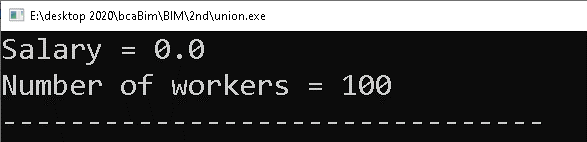 E:\desktop 2020\bcaBim\BIM\2nd\union.exe
Salary = 0.0
Number of workers = 100
--------------------------------